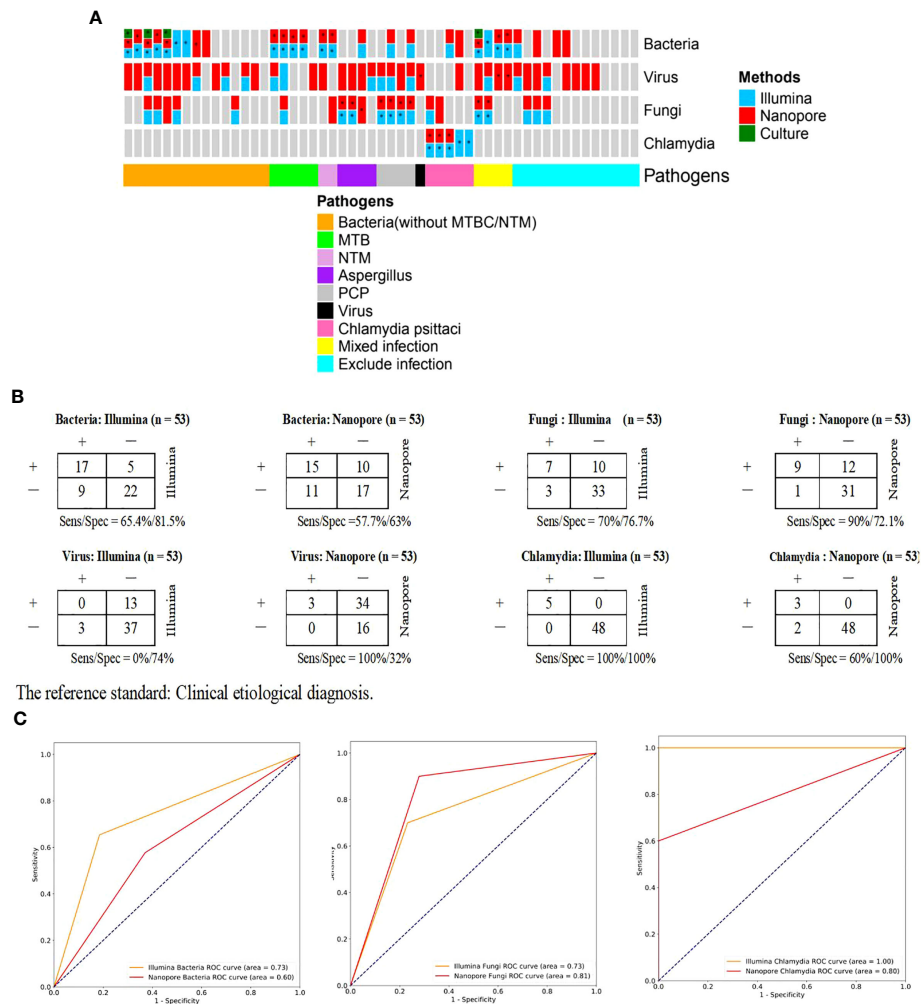 A
Bacteria
Virus
Fungi
Chlamydia
Pathogens
Methods
Illumina
Nanopore
Culture
Pathogens
Bacteria(without MTBC/NTM)
MTB
NTM
Aspergillus
PCP
Virus
Chlamydia psittaci
Mixed infection
Exclude infection
B
Bacteria: Illumina (n = 53)
+ —
+ 17 5
— 9 22
Illumina
Sens/Spec = 65.4%/81.5%
Bacteria: Nanopore (n = 53)
+ —
+ 15 10
— 11 17
Nanopore
Sens/Spec =57.7%/63%
Fungi : Illumina (n = 53)
+ —
+ 7 10
— 3 33
Illumina
Sens/Spec = 70%/76.7%
Fungi : Nanopore (n = 53)
+ —
+ 9 12
— 1 31
Nanopore
Sens/Spec = 90%/72.1%
Virus: Illumina (n = 53)
+ —
+ 0 13
— 3 37
Illumina
Sens/Spec = 0%/74%
Virus: Nanopore (n = 53)
+ —
+ 3 34
— 0 16
Nanopore
Sens/Spec = 100%/32%
Chlamydia: Illumina (n = 53)
+ —
+ 5 0
— 0 48
Illumina
Sens/Spec = 100%/100%
Chlamydia : Nanopore (n = 53)
+ —
+ 3 0
— 2 48
Nanopore
Sens/Spec = 60%/100%
The reference standard: Clinical etiological diagnosis.
C
1.0
0.8
0.6
0.4
0.2
0.0
Sensitivity
Illumina Bacteria ROC curve (area = 0.73)
Nanopore Bacteria ROC curve (area = 0.60)
0.0 0.2 0.4 0.6 0.8 1.0
1 - Specificity
1.0
0.8
0.6
0.4
0.2
0.0
Sensitivity
Illumina Fungi ROC curve (area = 0.73)
Nanopore Fungi ROC curve (area = 0.81)
0.0 0.2 0.4 0.6 0.8 1.0
1 - Specificity
1.0
0.8
0.6
0.4
0.2
0.0
Sensitivity
Illumina Chlamydia ROC curve (area = 1.00)
Nanopore Chlamydia ROC curve (area = 0.80)
0.0 0.2 0.4 0.6 0.8 1.0
1 - Specificity